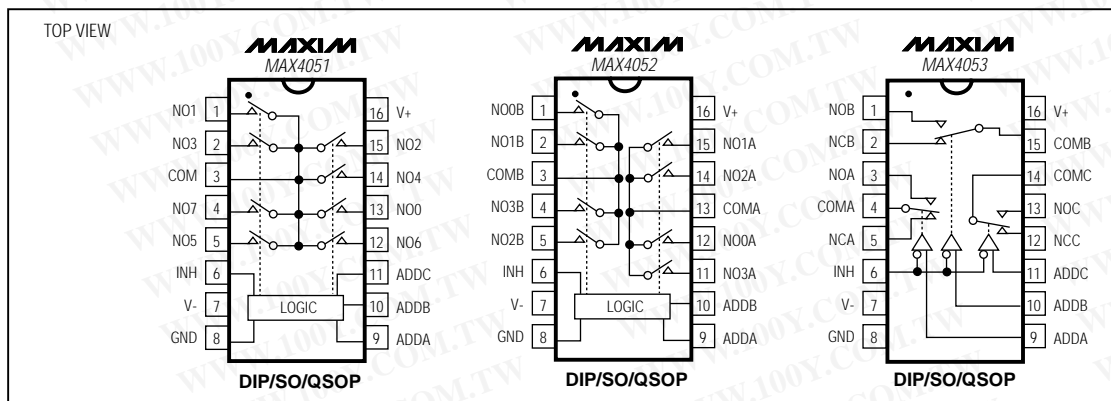 TOP VIEW
MAXIM
MAX4051
NO1 1
NO3 2
COM 3
NO7 4
NO5 5
INH 6
V- 7
GND 8
16 V+
15 NO2
14 NO4
13 NO0
12 NO6
11 ADDC
10 ADDB
9 ADDA
LOGIC
DIP/SO/QSOP
MAXIM
MAX4052
NO0B 1
NO1B 2
COMB 3
NO3B 4
NO2B 5
INH 6
V- 7
GND 8
16 V+
15 NO1A
14 NO2A
13 COMA
12 NO0A
11 NO3A
10 ADDB
9 ADDA
LOGIC
DIP/SO/QSOP
MAXIM
MAX4053
NOB 1
NCB 2
NOA 3
COMA 4
NCA 5
INH 6
V- 7
GND 8
16 V+
15 COMB
14 COMC
13 NOC
12 NCC
11 ADDC
10 ADDB
9 ADDA
DIP/SO/QSOP
WWW.100Y.COM.TW